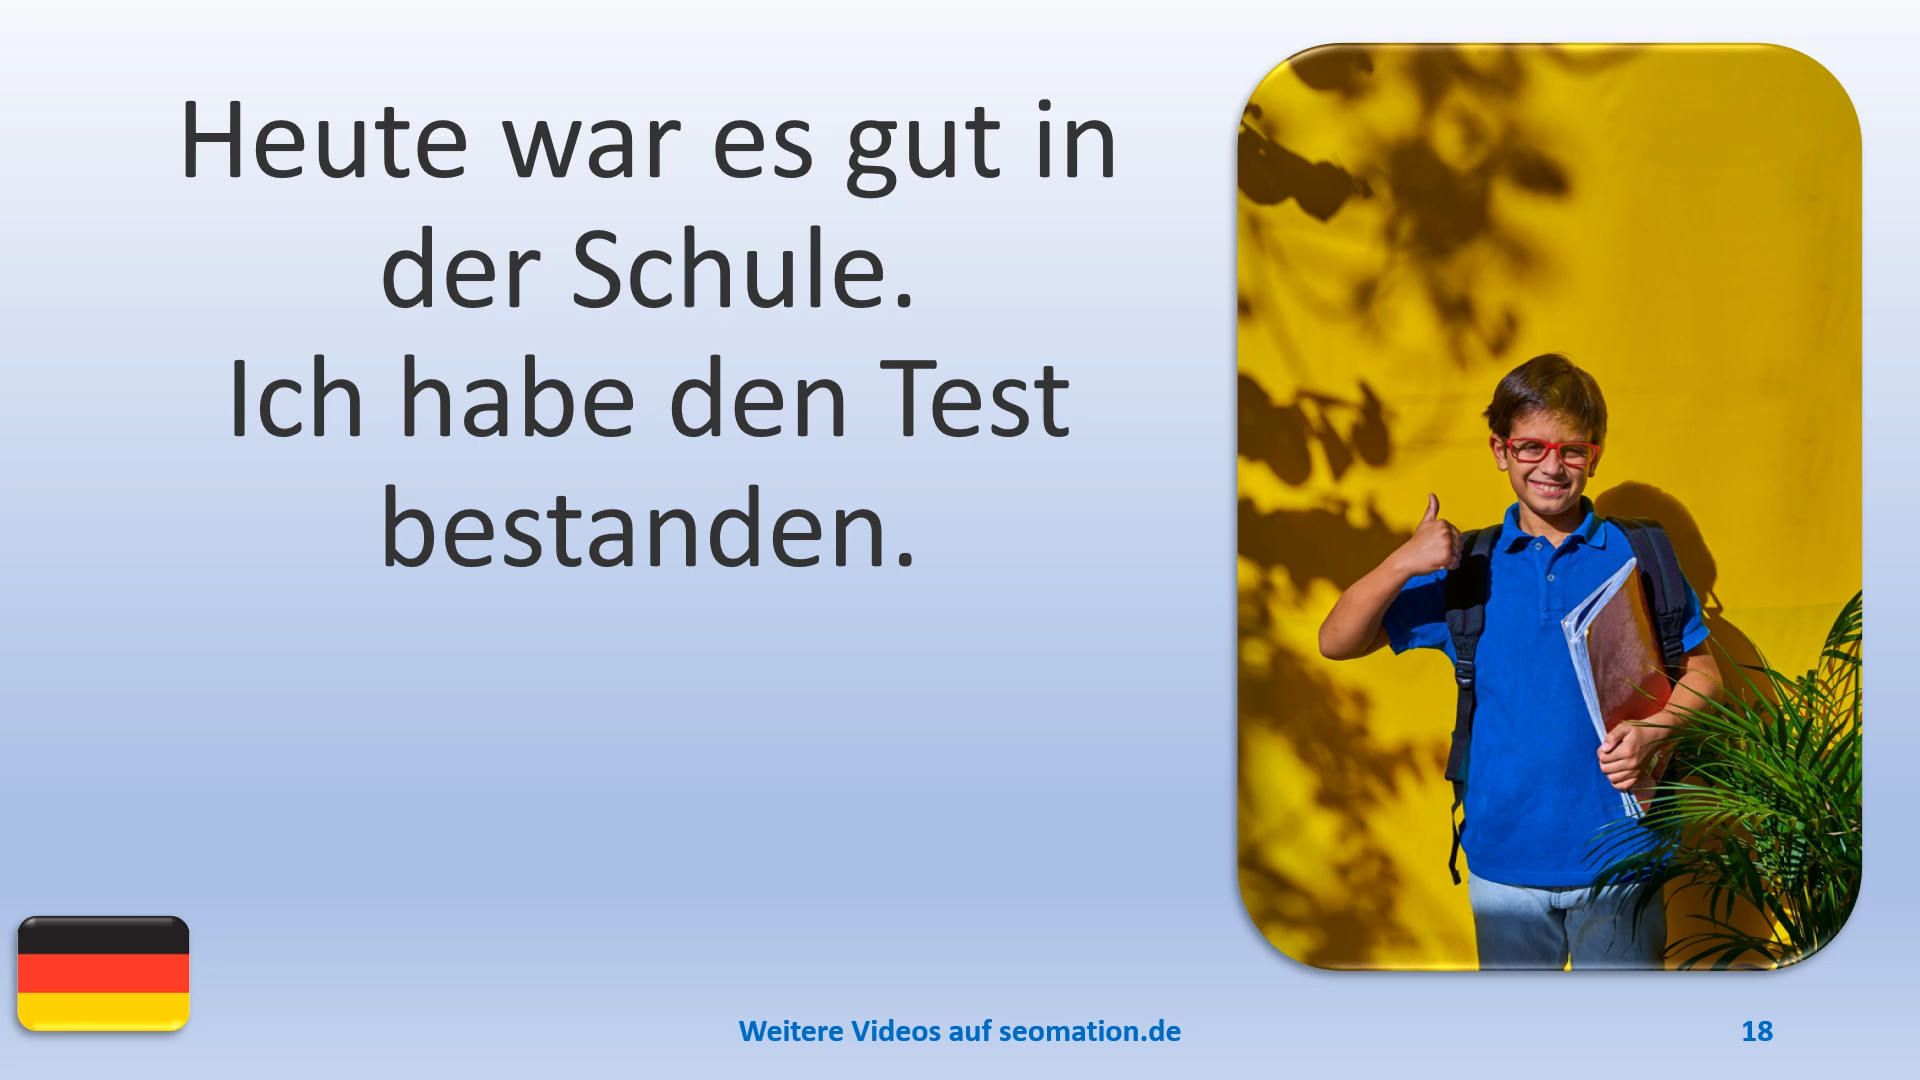 Heute war es gut in
der Schule.
Ich habe den Test
bestanden.
Weitere Videos auf seomation.de
18